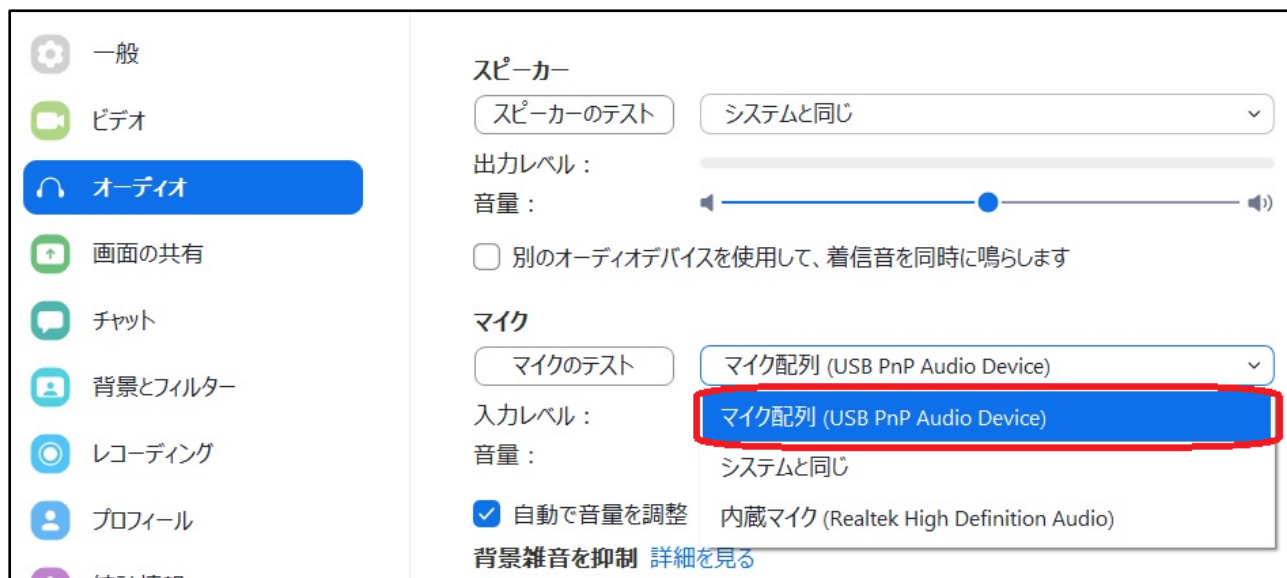 一般
ビデオ
オーディオ
画面の共有
チャット
背景とフィルター
レコーディング
プロフィール
スピーカー
スピーカーのテスト システムと同じ
出力レベル：
音量：
別のオーディオデバイスを使用して、着信音を同時に鳴らします
マイク
マイクのテスト マイク配列 (USB PnP Audio Device)
入力レベル： マイク配列 (USB PnP Audio Device)
音量： システムと同じ
自動で音量を調整 内蔵マイク (Realtek High Definition Audio)
背景雑音を抑制 詳細を見る